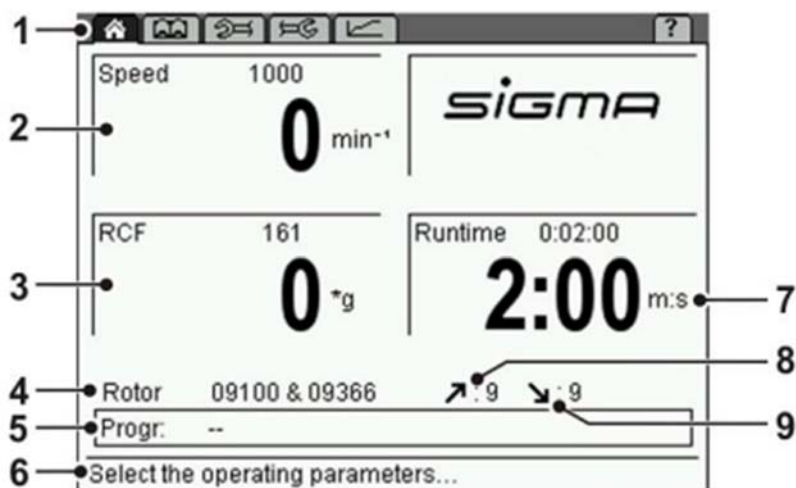 1 ?
Speed 1000
SIGMA
2 0 min⁻¹
RCF 161
Runtime 0:02:00
3 0 *g
2:00 m:s 7
8
4 Rotor 09100 & 09366 ↗ : 9 ↘ : 9
9
5 Progr: --
6 Select the operating parameters...